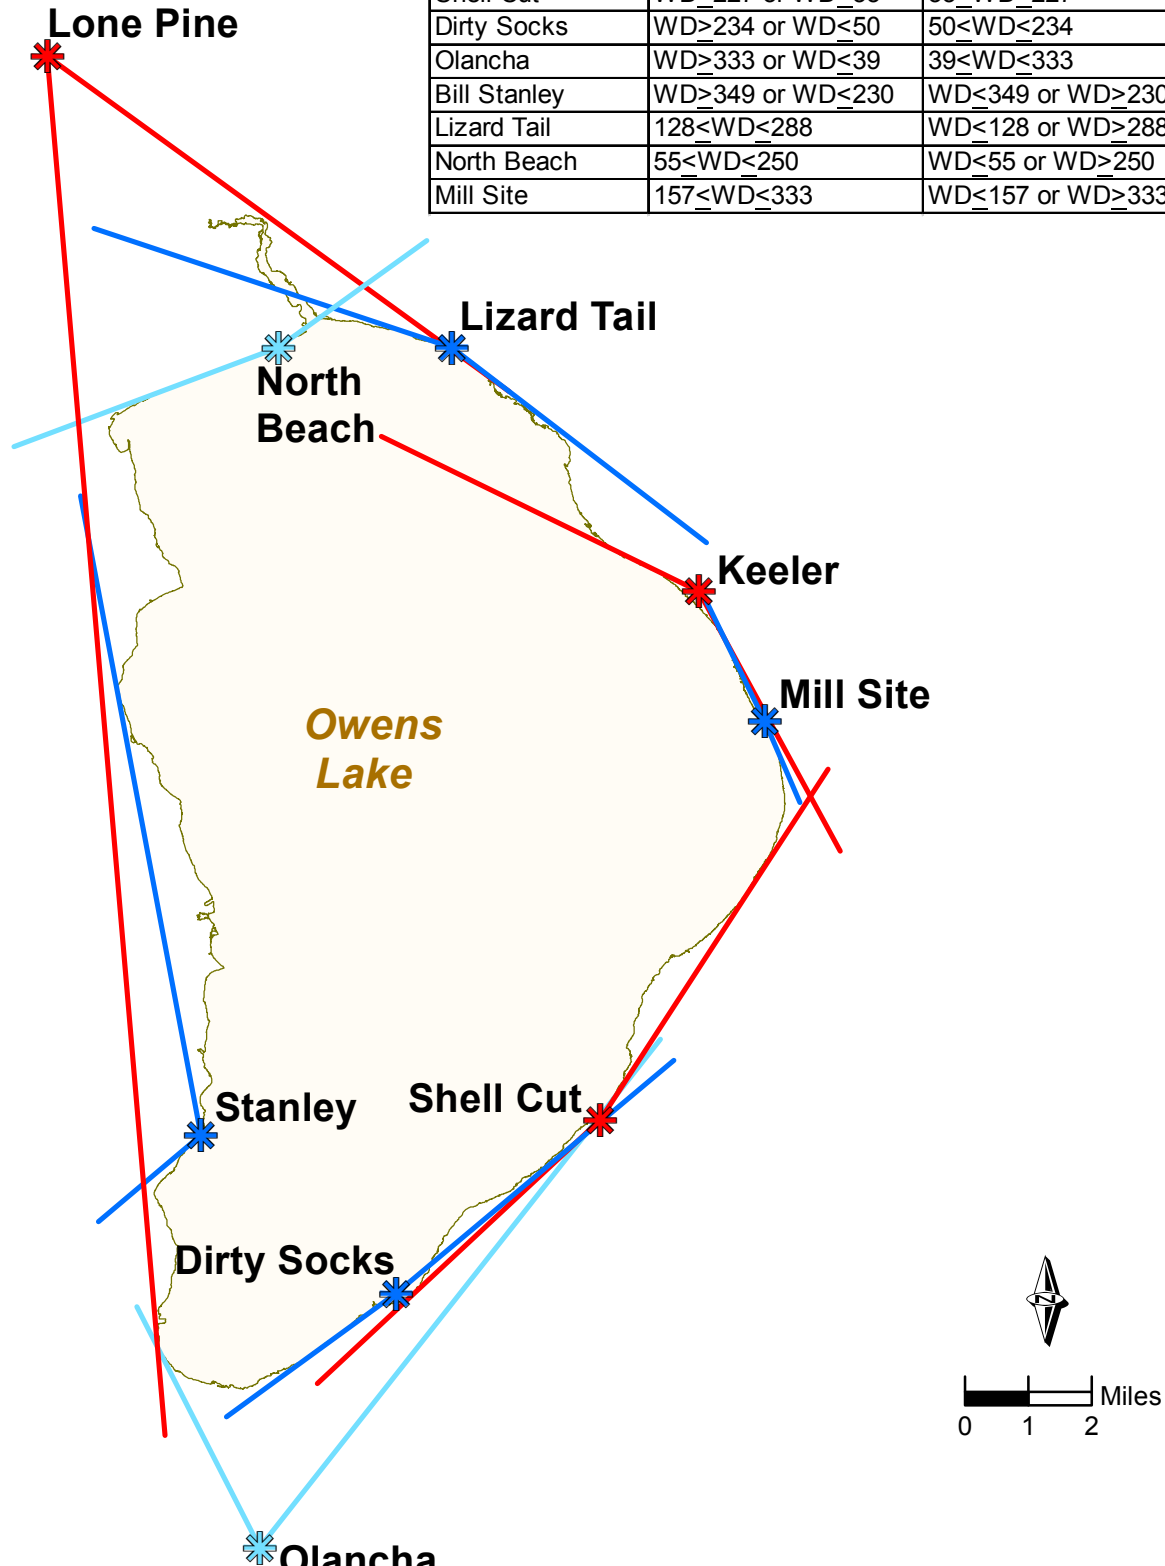 Lone Pine
Dirty Socks WD≥234 or WD≤50 50≤WD≤234
Olancha WD≥333 or WD≤39 39≤WD≤333
Bill Stanley WD≥349 or WD≤230 WD≤349 or WD≥230
Lizard Tail 128≤WD≤288 WD≤128 or WD≥288
North Beach 55≤WD≤250 WD≤55 or WD≥250
Mill Site 157≤WD≤333 WD≤157 or WD≥333
Lizard Tail
North
Beach
Keeler
Mill Site
Owens
Lake
Shell Cut
Stanley
Dirty Socks
N
Miles
0 1 2
Olancha